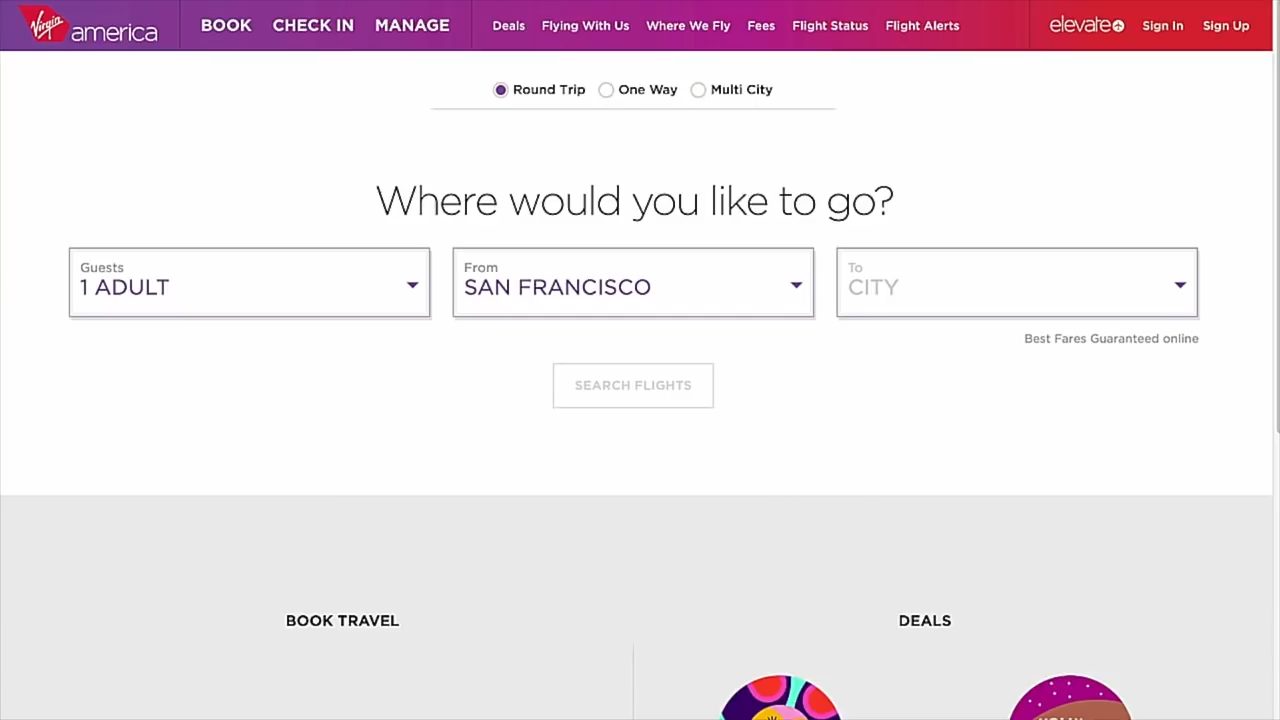 Virgin america
BOOK CHECK IN MANAGE Deals Flying With Us Where We Fly Fees Flight Status Flight Alerts elevate Sign In Sign Up
Round Trip One Way Multi City
Where would you like to go?
Guests
1 ADULT
From
SAN FRANCISCO
To
CITY
Best Fares Guaranteed online
SEARCH FLIGHTS
BOOK TRAVEL
DEALS